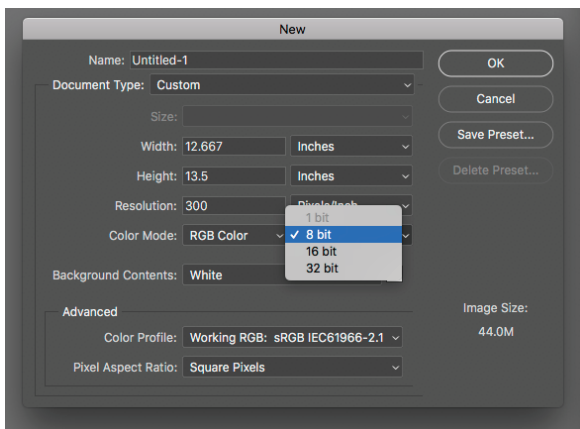 New
Name: Untitled-1
OK
Document Type: Custom
Cancel
Size:
Save Preset...
Width: 12.667 Inches
Delete Preset...
Height: 13.5 Inches
Resolution: 300 Pixels/Inch
1 bit
Color Mode: RGB Color ✓ 8 bit
16 bit
32 bit
Background Contents: White
Advanced
Image Size:
Color Profile: Working RGB: sRGB IEC61966-2.1
44.0M
Pixel Aspect Ratio: Square Pixels